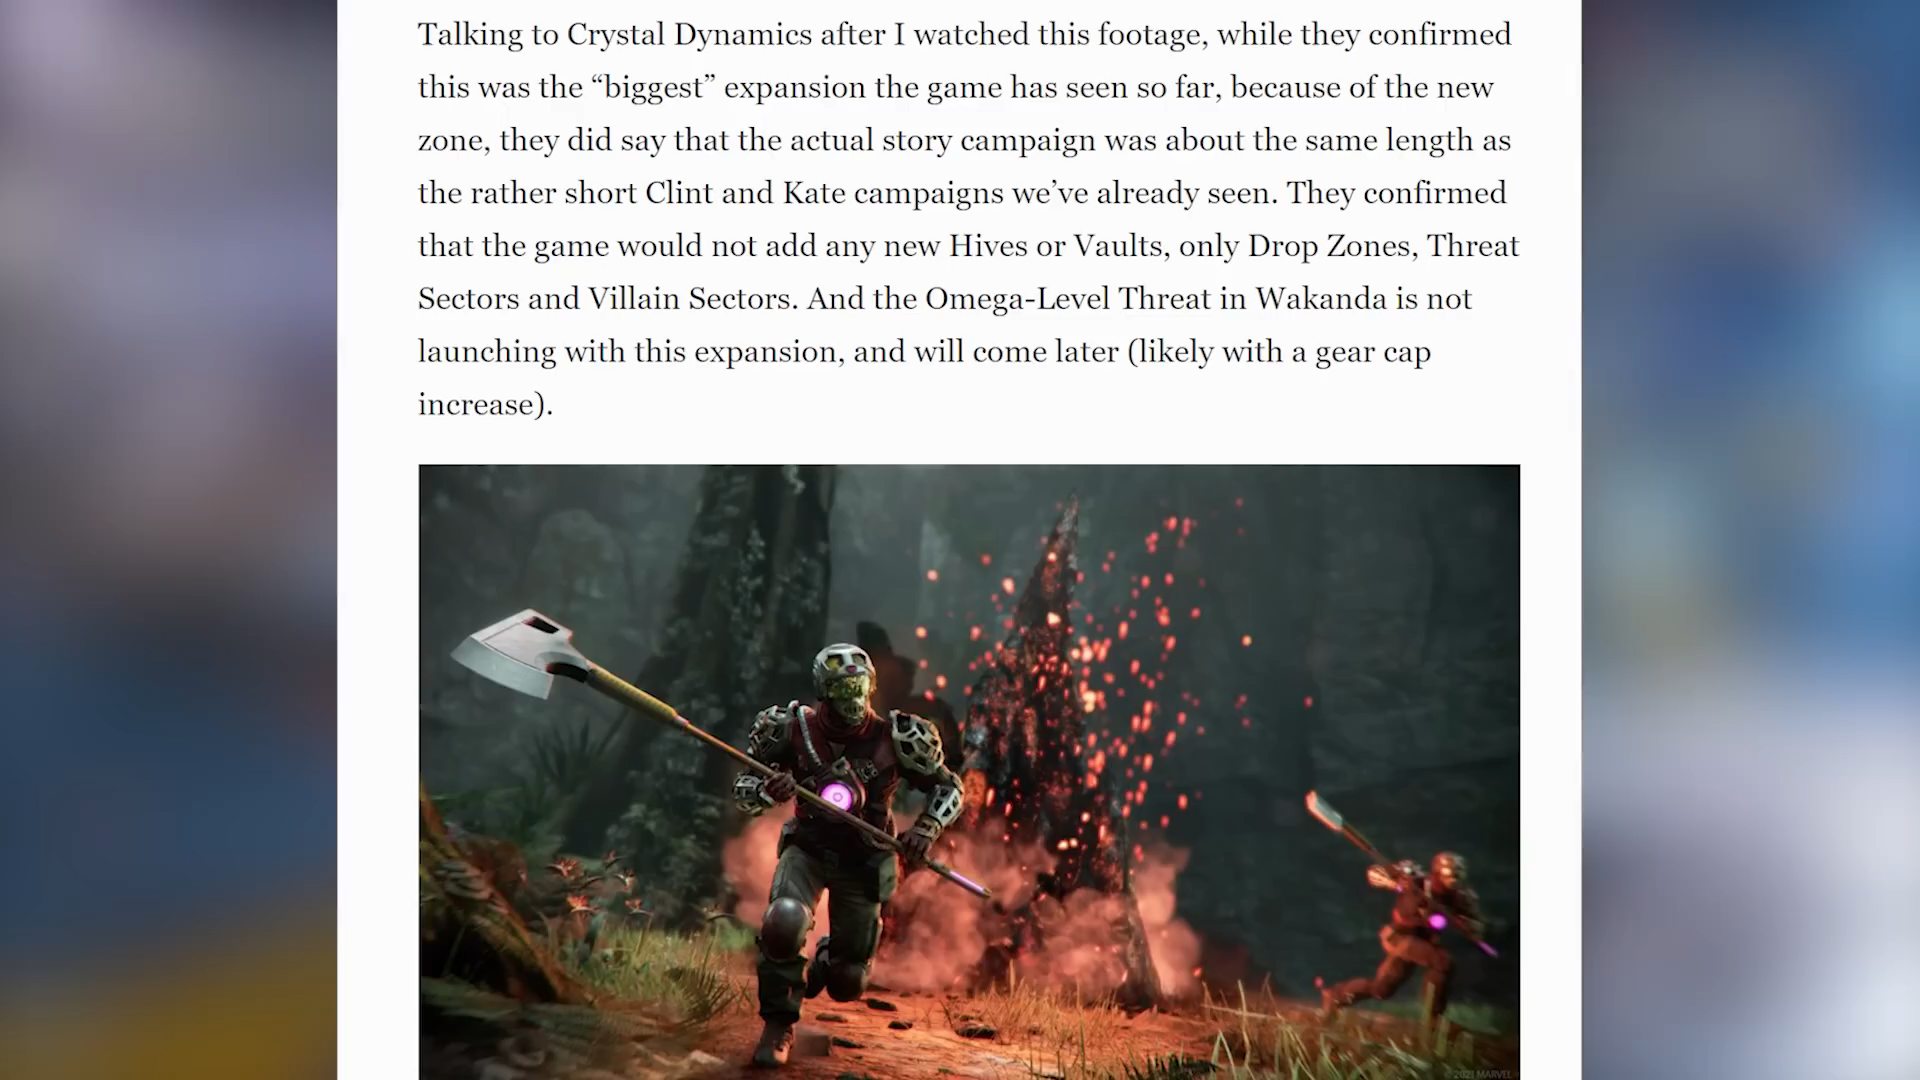 Talking to Crystal Dynamics after I watched this footage, while they confirmed
this was the “biggest” expansion the game has seen so far, because of the new
zone, they did say that the actual story campaign was about the same length as
the rather short Clint and Kate campaigns we’ve already seen. They confirmed
that the game would not add any new Hives or Vaults, only Drop Zones, Threat
Sectors and Villain Sectors. And the Omega-Level Threat in Wakanda is not
launching with this expansion, and will come later (likely with a gear cap
increase).
© 2021 MARVEL